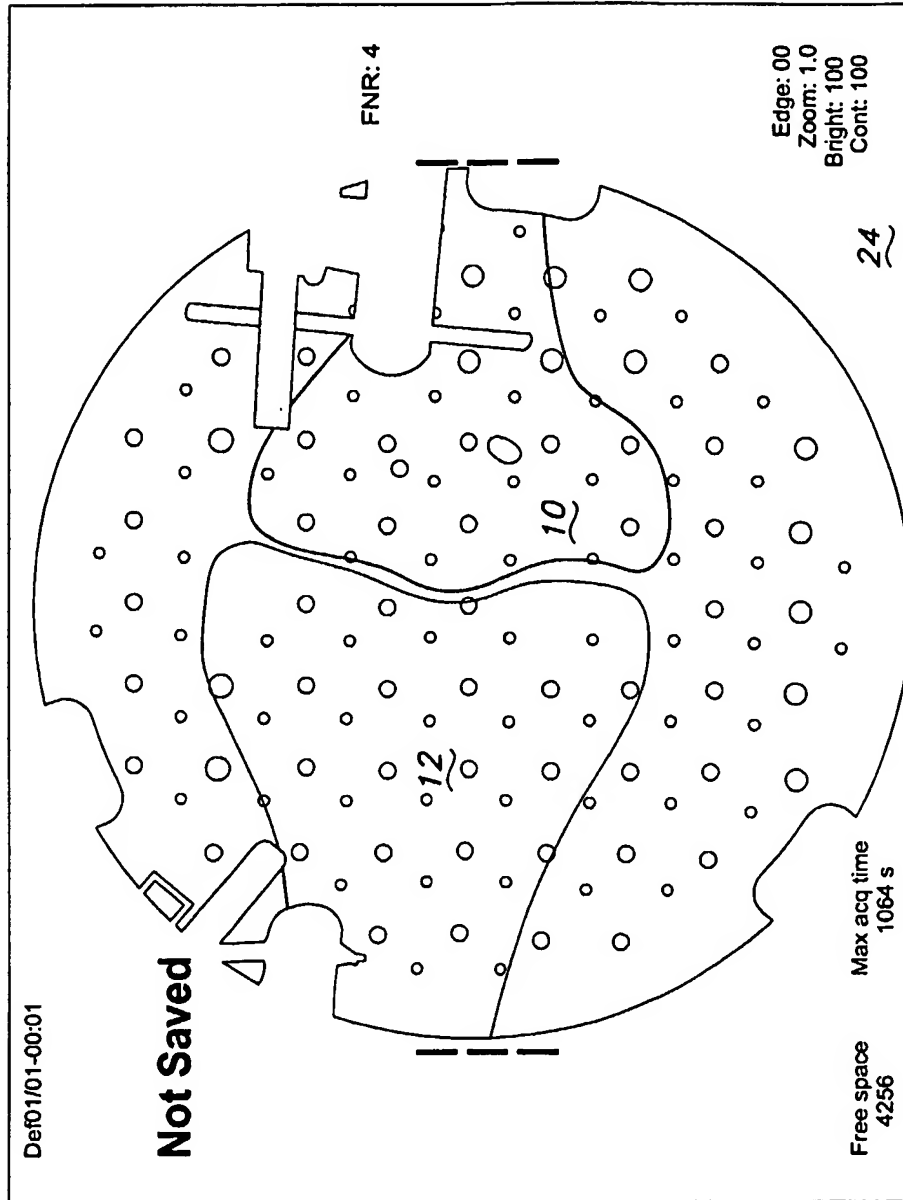 Def01/01-00:01
Not Saved
FNR: 4
12
10
24
Free space
4256
Max acq time
1064 s
Edge: 00
Zoom: 1.0
Bright: 100
Cont: 100